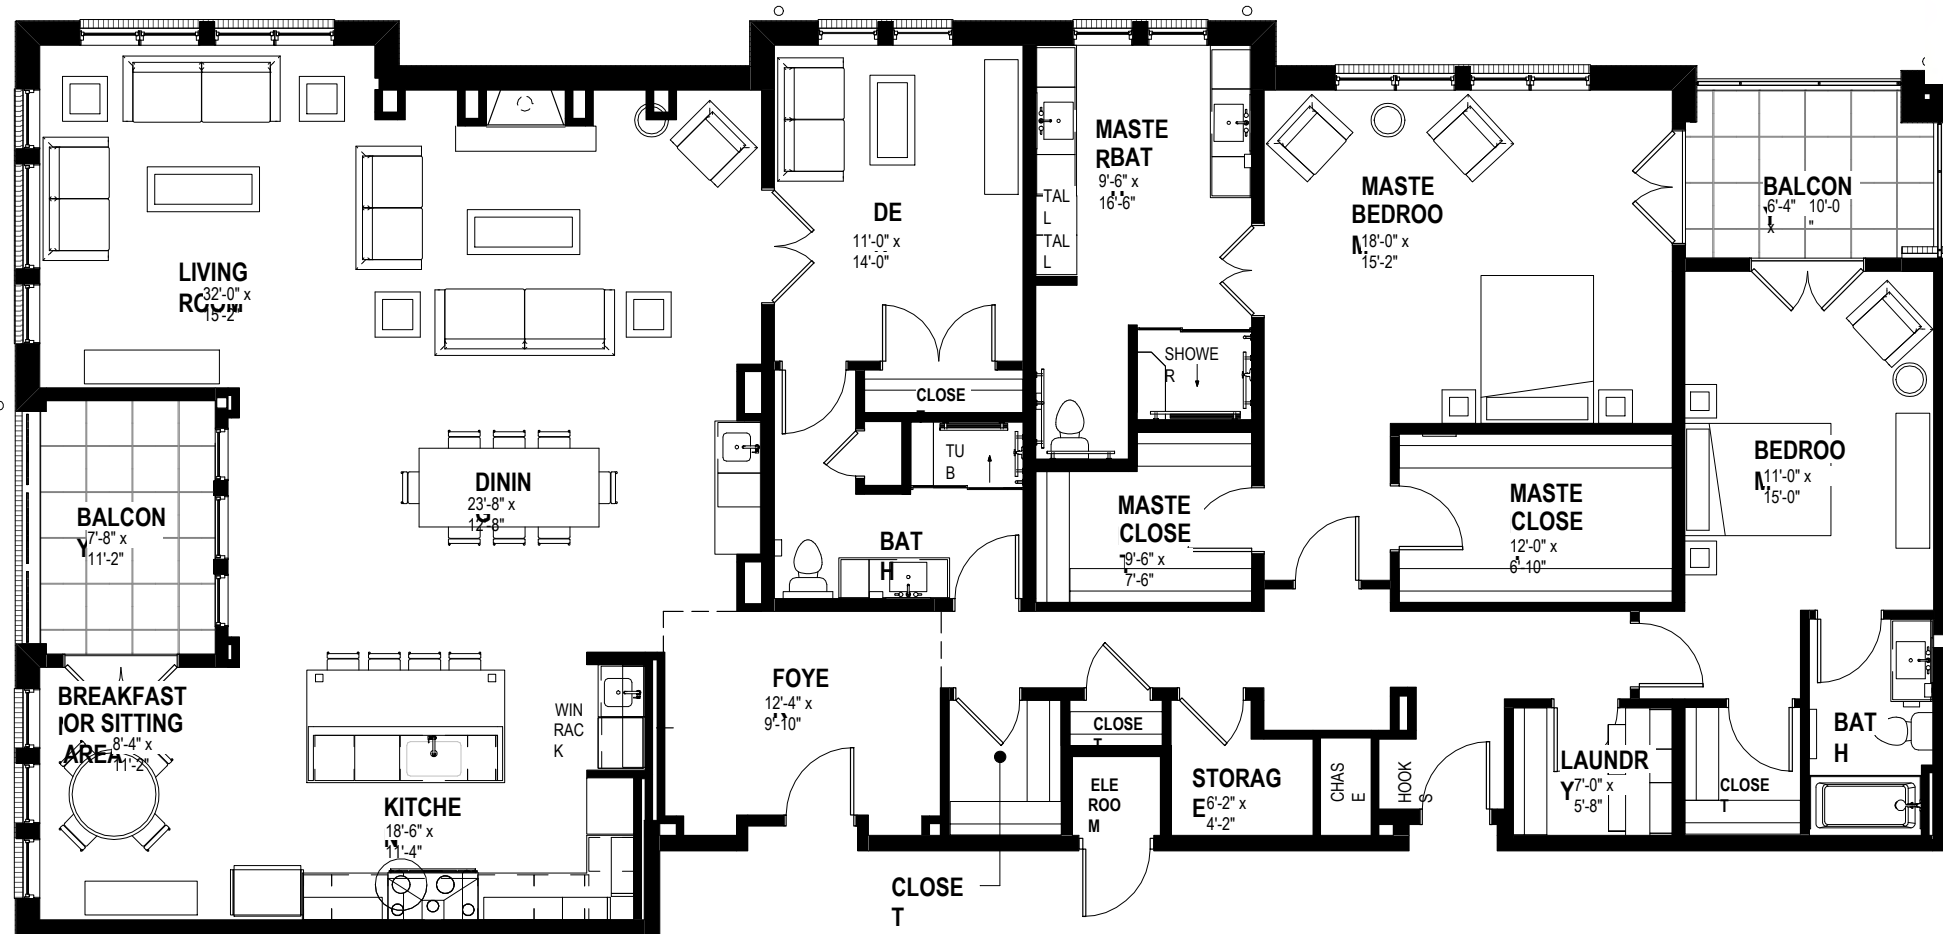 LIVING
ROOM
32'-0" x
15'-2"
DE
11'-0" x
14'-0"
MASTE
R BAT
H
9'-6" x
16'-6"
TAL
L
TAL
L
SHOWE
R
MASTE
BEDROO
M
18'-0" x
15'-2"
BALCON
Y
6'-4" 10'-0
x "
CLOSE
T
TU
B
BAT
H
DININ
G
23'-8" x
12'-8"
BALCON
Y
7'-8" x
11'-2"
MASTE
CLOSE
T
9'-6" x
7'-6"
MASTE
CLOSE
12'-0" x
6'-10"
BEDROO
M
11'-0" x
15'-0"
BREAKFAST
OR SITTING
AREA
8'-4" x
11'-2"
WIN
RAC
K
FOYE
R
12'-4" x
9'-10"
KITCHE
N
18'-6" x
11'-4"
CLOSE
T
CLOSE
T
ELE
ROO
M
STORAG
E
6'-2" x
4'-2"
CHAS
E
HOOK
S
LAUNDR
Y
7'-0" x
5'-8"
CLOSE
T
BAT
H